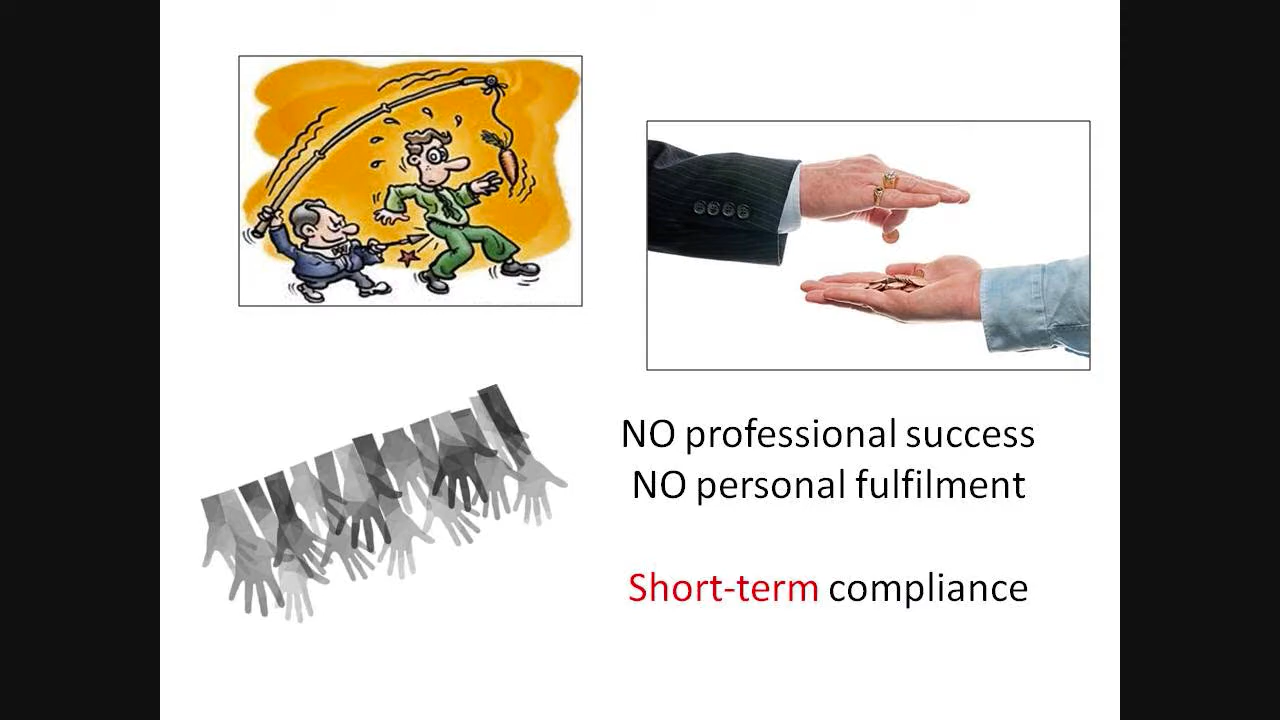 NO professional success
NO personal fulfilment
Short-term compliance